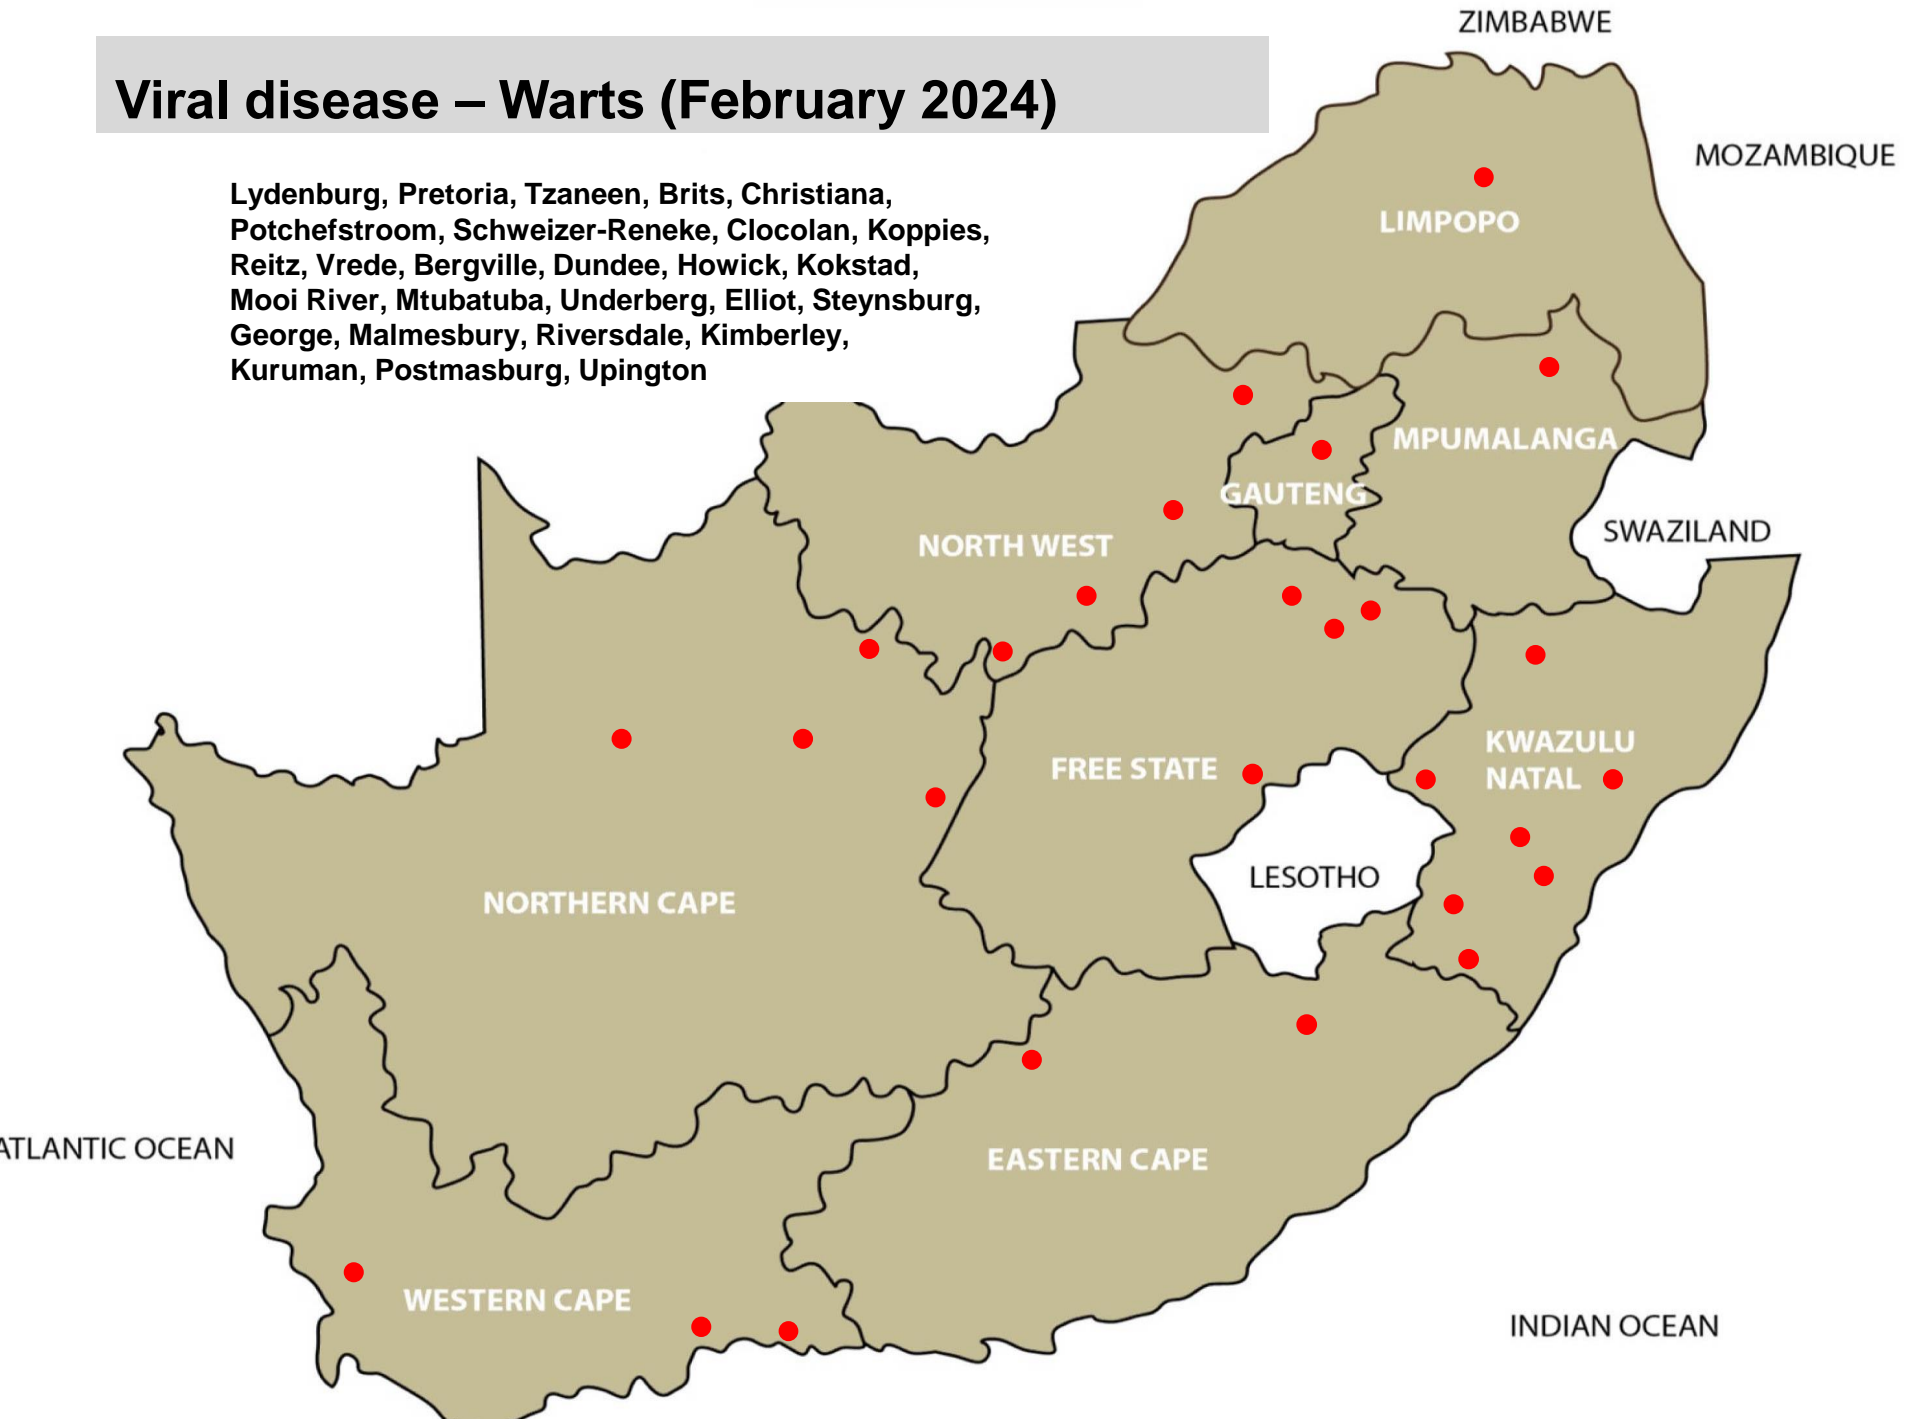 ZIMBABWE
Viral disease – Warts (February 2024)
MOZAMBIQUE
Lydenburg, Pretoria, Tzaneen, Brits, Christiana,
Potchefstroom, Schweizer-Reneke, Clocolan, Koppies,
Reitz, Vrede, Bergville, Dundee, Howick, Kokstad,
Mooi River, Mtubatuba, Underberg, Elliot, Steynsburg,
George, Malmesbury, Riversdale, Kimberley,
Kuruman, Postmasburg, Upington
LIMPOPO
MPUMALANGA
GAUTENG
SWAZILAND
NORTH WEST
KWAZULU
NATAL
FREE STATE
LESOTHO
NORTHERN CAPE
ATLANTIC OCEAN
EASTERN CAPE
WESTERN CAPE
INDIAN OCEAN